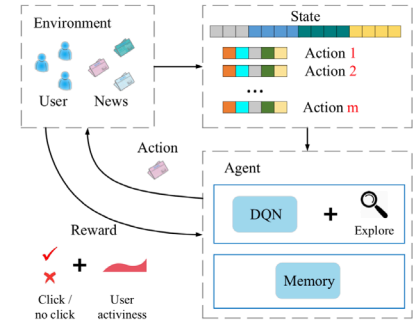 Environment
User
News
State
Action 1
Action 2
...
Action m
Action
Agent
DQN
+
Explore
Memory
Reward
+
Click /
no click
User
activiness